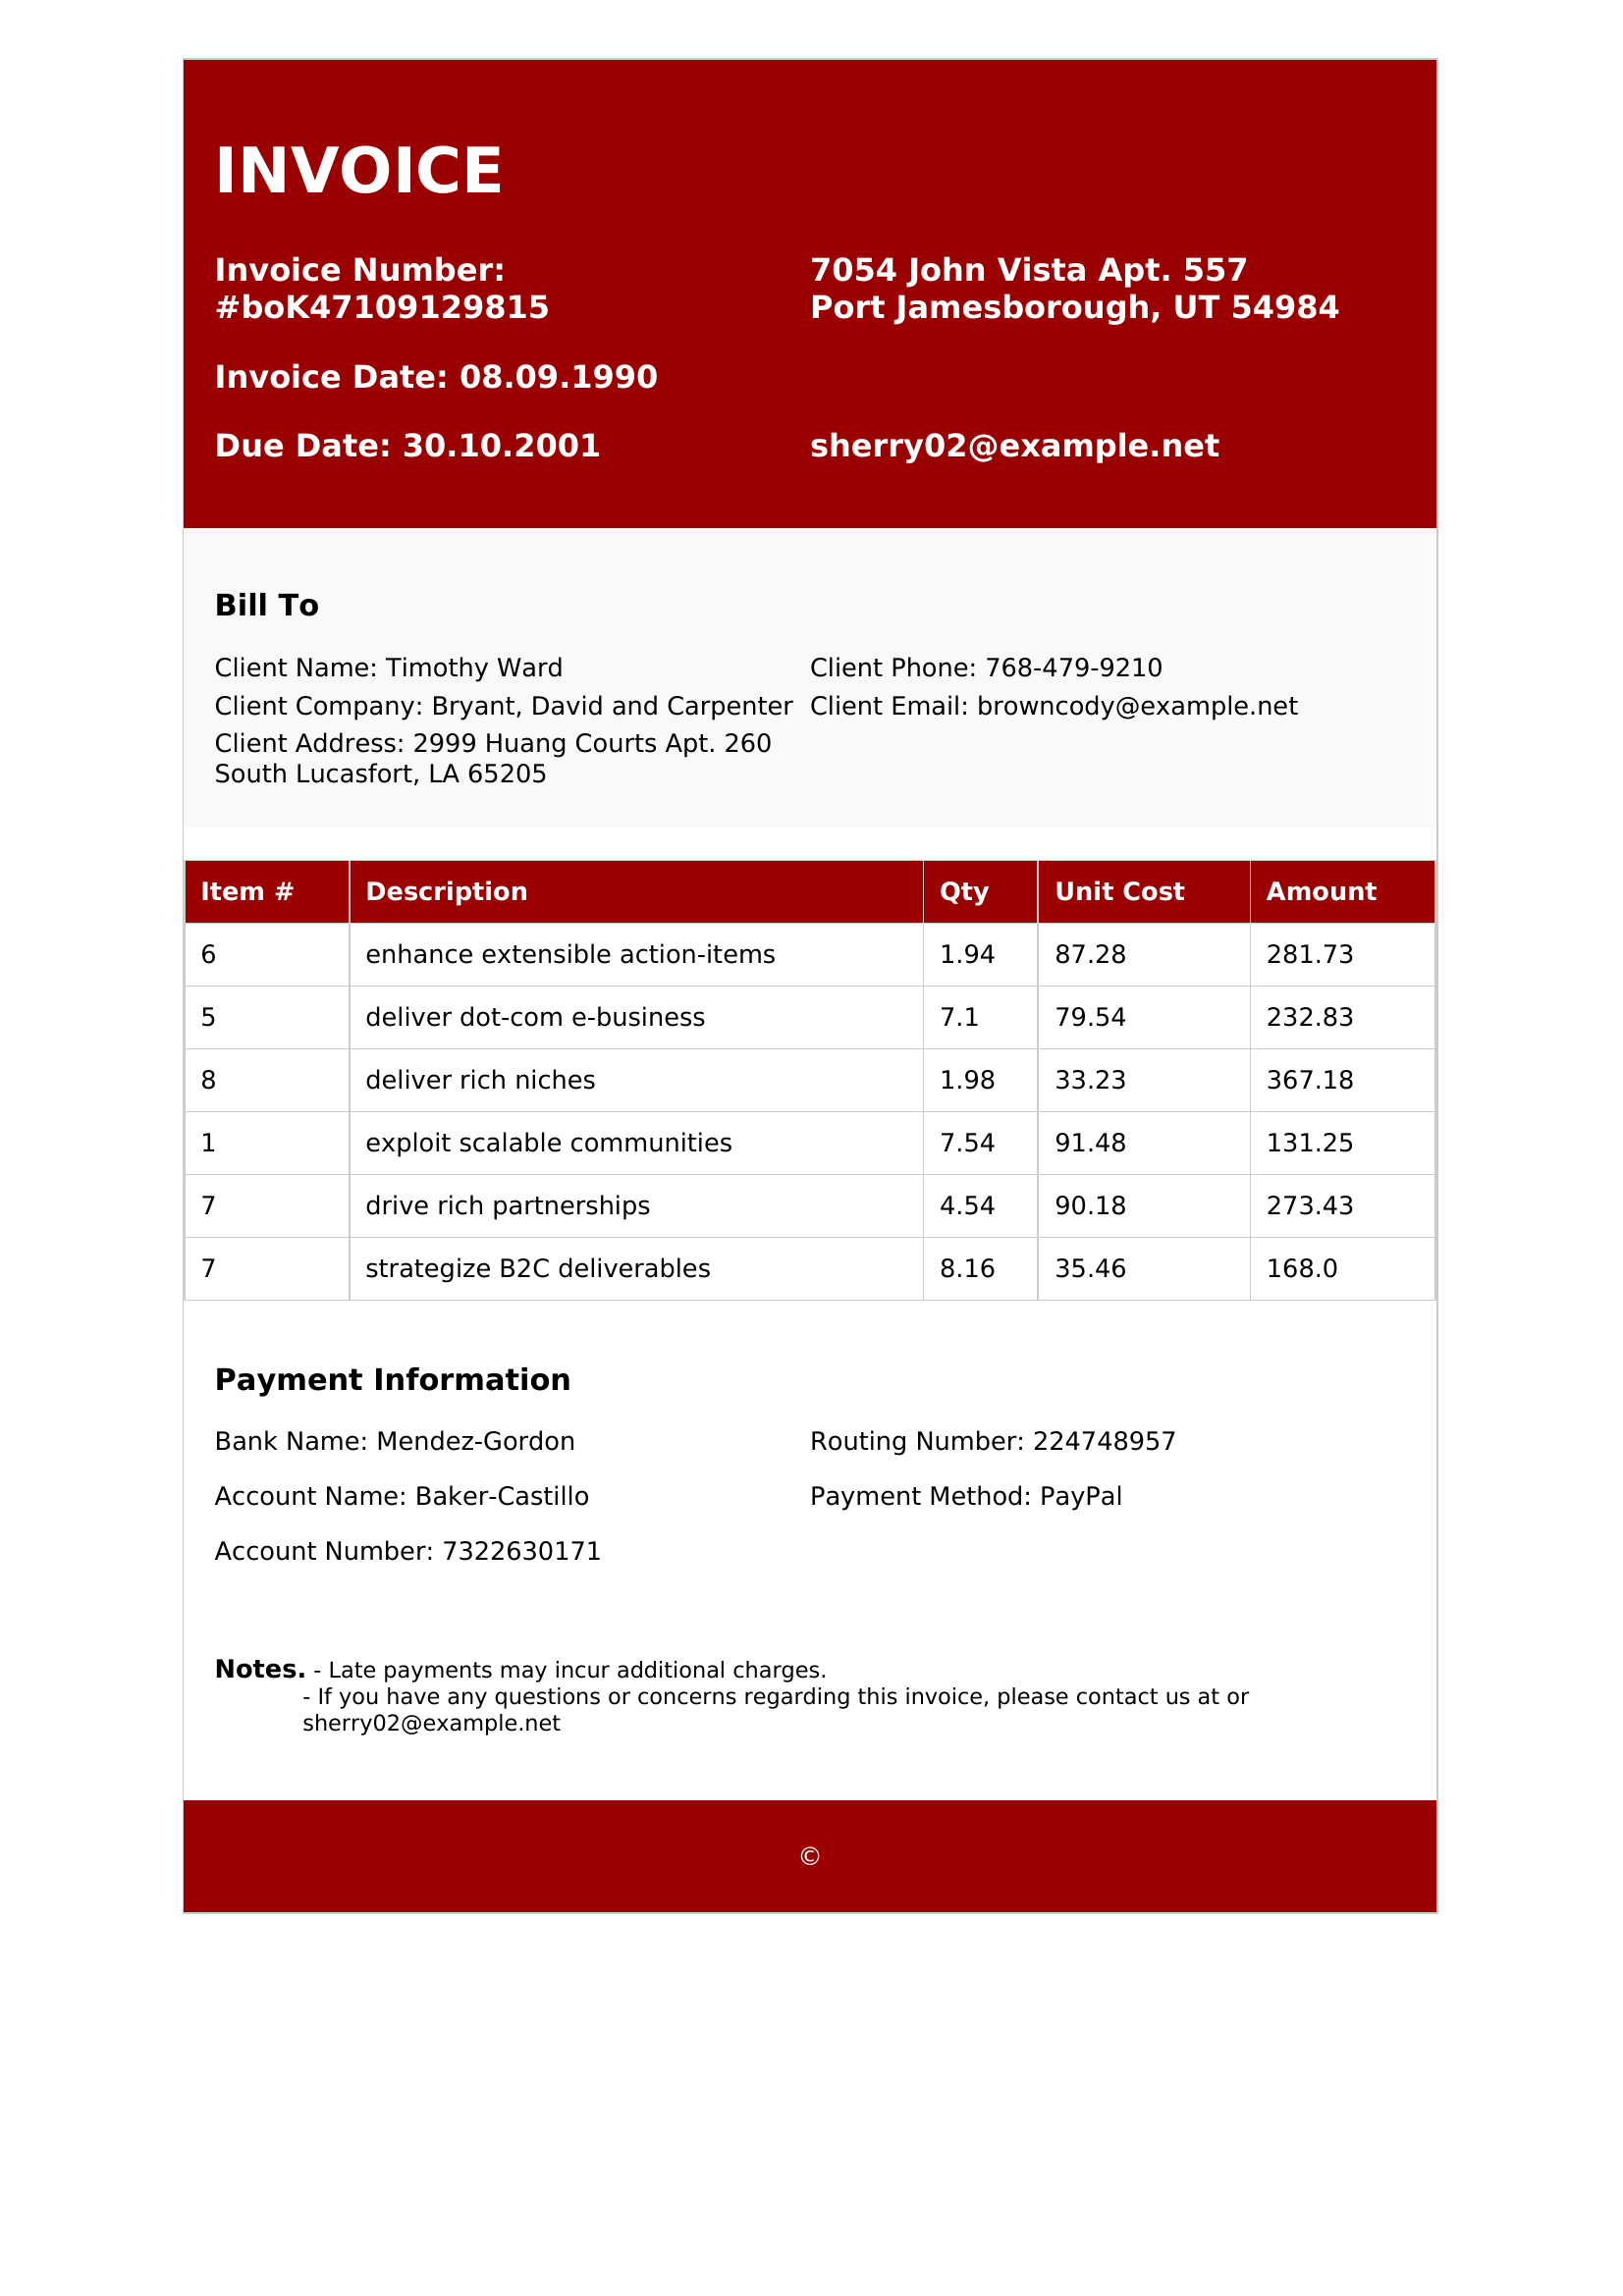 INVOICE
Invoice Number:
#boK47109129815
7054 John Vista Apt. 557
Port Jamesborough, UT 54984
Invoice Date: 08.09.1990
Due Date: 30.10.2001
sherry02@example.net
Bill To
Client Name: Timothy Ward
Client Phone: 768-479-9210
Client Company: Bryant, David and Carpenter
Client Email: browncody@example.net
Client Address: 2999 Huang Courts Apt. 260
South Lucasfort, LA 65205
Item # Description Qty Unit Cost Amount
6 enhance extensible action-items 1.94 87.28 281.73
5 deliver dot-com e-business 7.1 79.54 232.83
8 deliver rich niches 1.98 33.23 367.18
1 exploit scalable communities 7.54 91.48 131.25
7 drive rich partnerships 4.54 90.18 273.43
7 strategize B2C deliverables 8.16 35.46 168.0
Payment Information
Bank Name: Mendez-Gordon
Routing Number: 224748957
Account Name: Baker-Castillo
Payment Method: PayPal
Account Number: 7322630171
Notes. - Late payments may incur additional charges.
- If you have any questions or concerns regarding this invoice, please contact us at or
sherry02@example.net
©